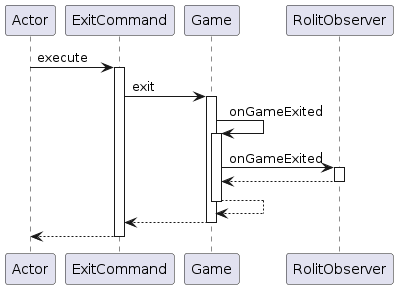 Actor ExitCommand Game RolitObserver
execute
exit
onGameExited
onGameExited
Actor ExitCommand Game RolitObserver